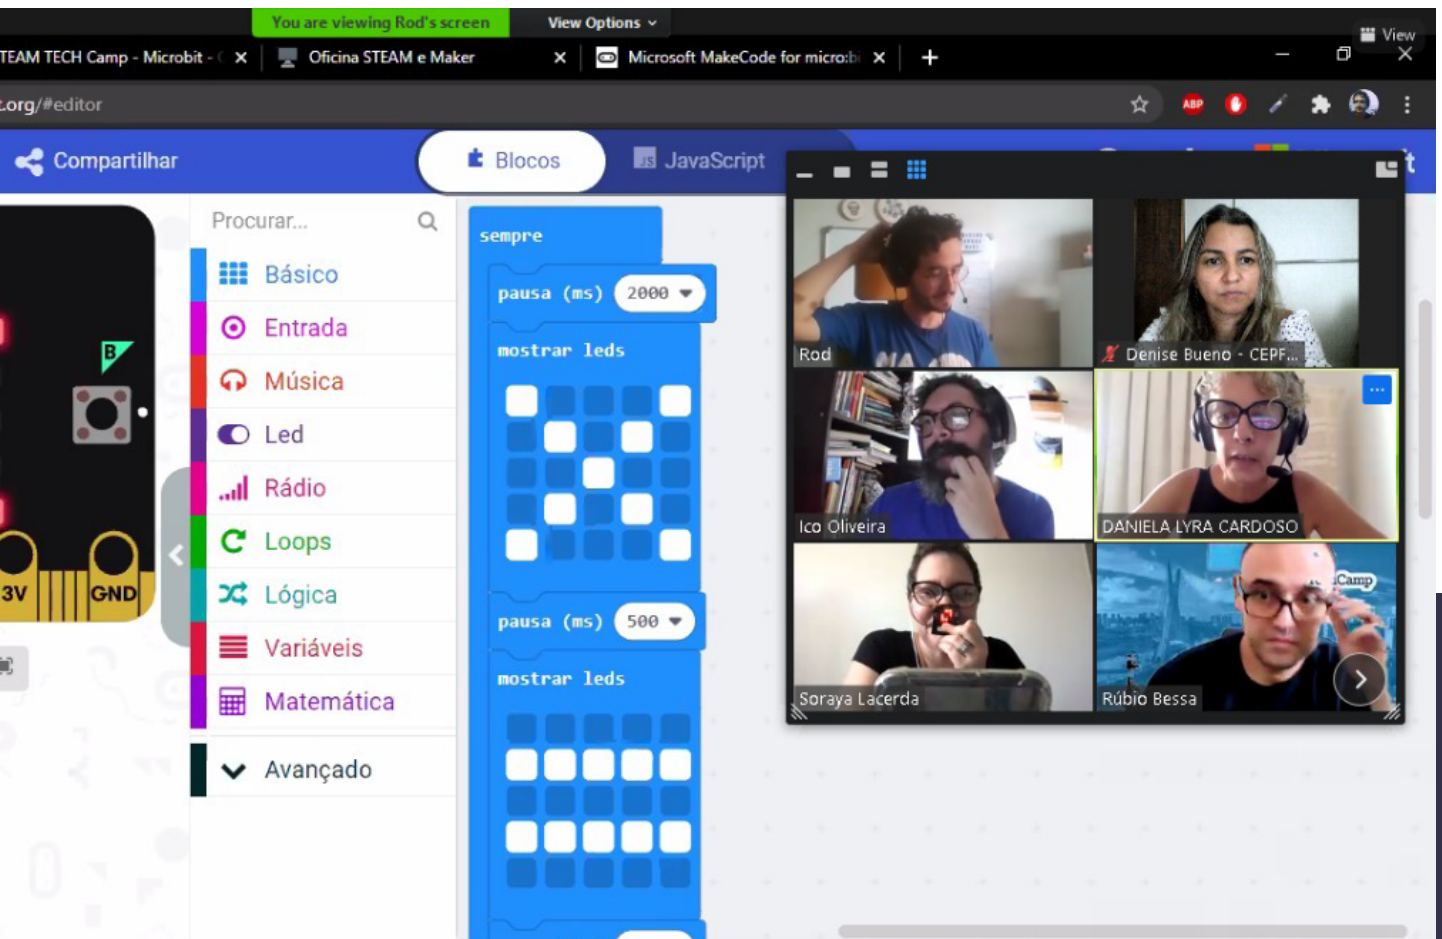 You are viewing Rod's screen
View Options
View
TEAM TECH Camp - Microbit -
Oficina STEAM e Maker
Microsoft MakeCode for micro:bi
.org/#editor
ABP
Compartilhar
Blocos
JS JavaScript
t
Procurar...
Básico
Entrada
Música
Led
Rádio
Loops
Lógica
Variáveis
Matemática
Avançado
B
3V
GND
sempre
pausa (ms) 2000
mostrar leds
pausa (ms) 500
mostrar leds
Rod
Denise Bueno - CEPF...
Ico Oliveira
DANIELA LYRA CARDOSO
Soraya Lacerda
Camp
Rúbio Bessa